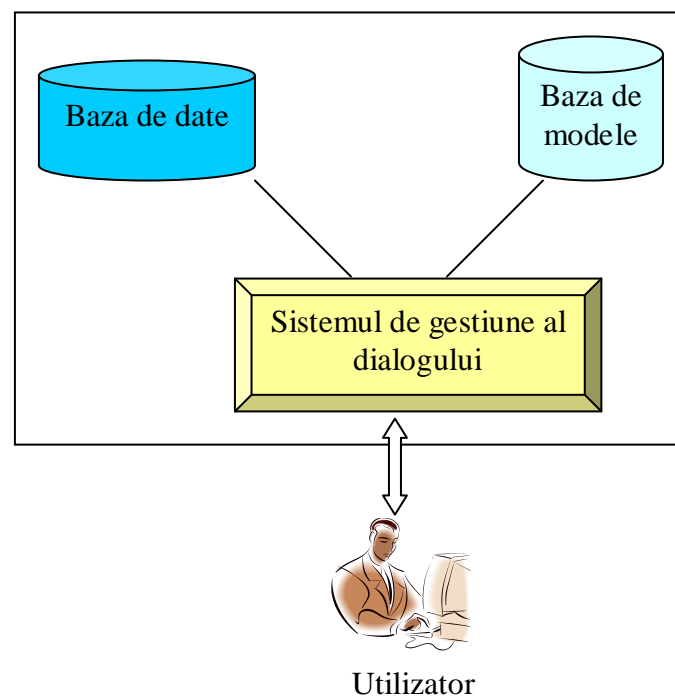 Baza de date
Baza de
modele
Sistemul de gestiune al
dialogului
Utilizator